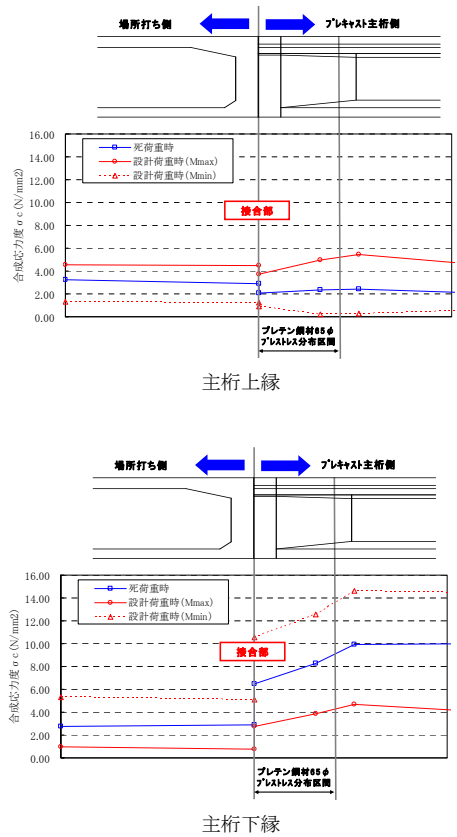 場所打ち側
プレキャスト主桁側
16.00
14.00
12.00
10.00
8.00
6.00
4.00
2.00
0.00
合成応力度σc(N/mm2)
死荷重時
設計荷重時(Mmax)
設計荷重時(Mmin)
接合部
プレテン鋼材65φ
プレストレス分布区間
主桁上縁
場所打ち側
プレキャスト主桁側
16.00
14.00
12.00
10.00
8.00
6.00
4.00
2.00
0.00
合成応力度σc(N/mm2)
死荷重時
設計荷重時(Mmax)
設計荷重時(Mmin)
接合部
プレテン鋼材65φ
プレストレス分布区間
主桁下縁